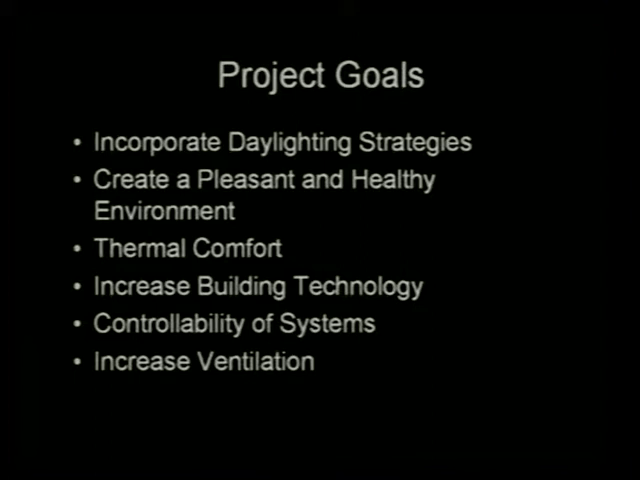 Project Goals
• Incorporate Daylighting Strategies
• Create a Pleasant and Healthy
Environment
• Thermal Comfort
• Increase Building Technology
• Controllability of Systems
• Increase Ventilation